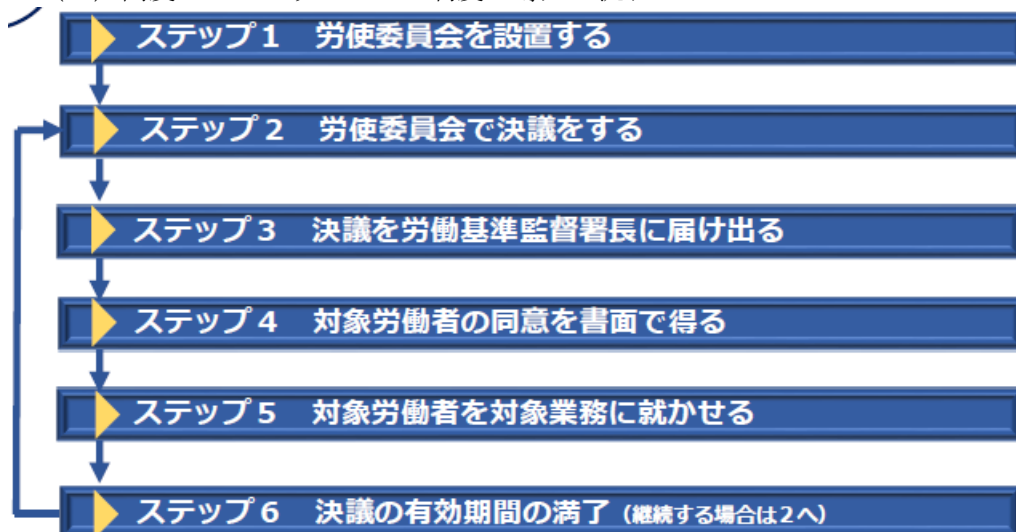 ステップ１　労使委員会を設置する
ステップ２　労使委員会で決議をする
ステップ３　決議を労働基準監督署長に届け出る
ステップ４　対象労働者の同意を書面で得る
ステップ５　対象労働者を対象業務に就かせる
ステップ６　決議の有効期間の満了（継続する場合は２へ）